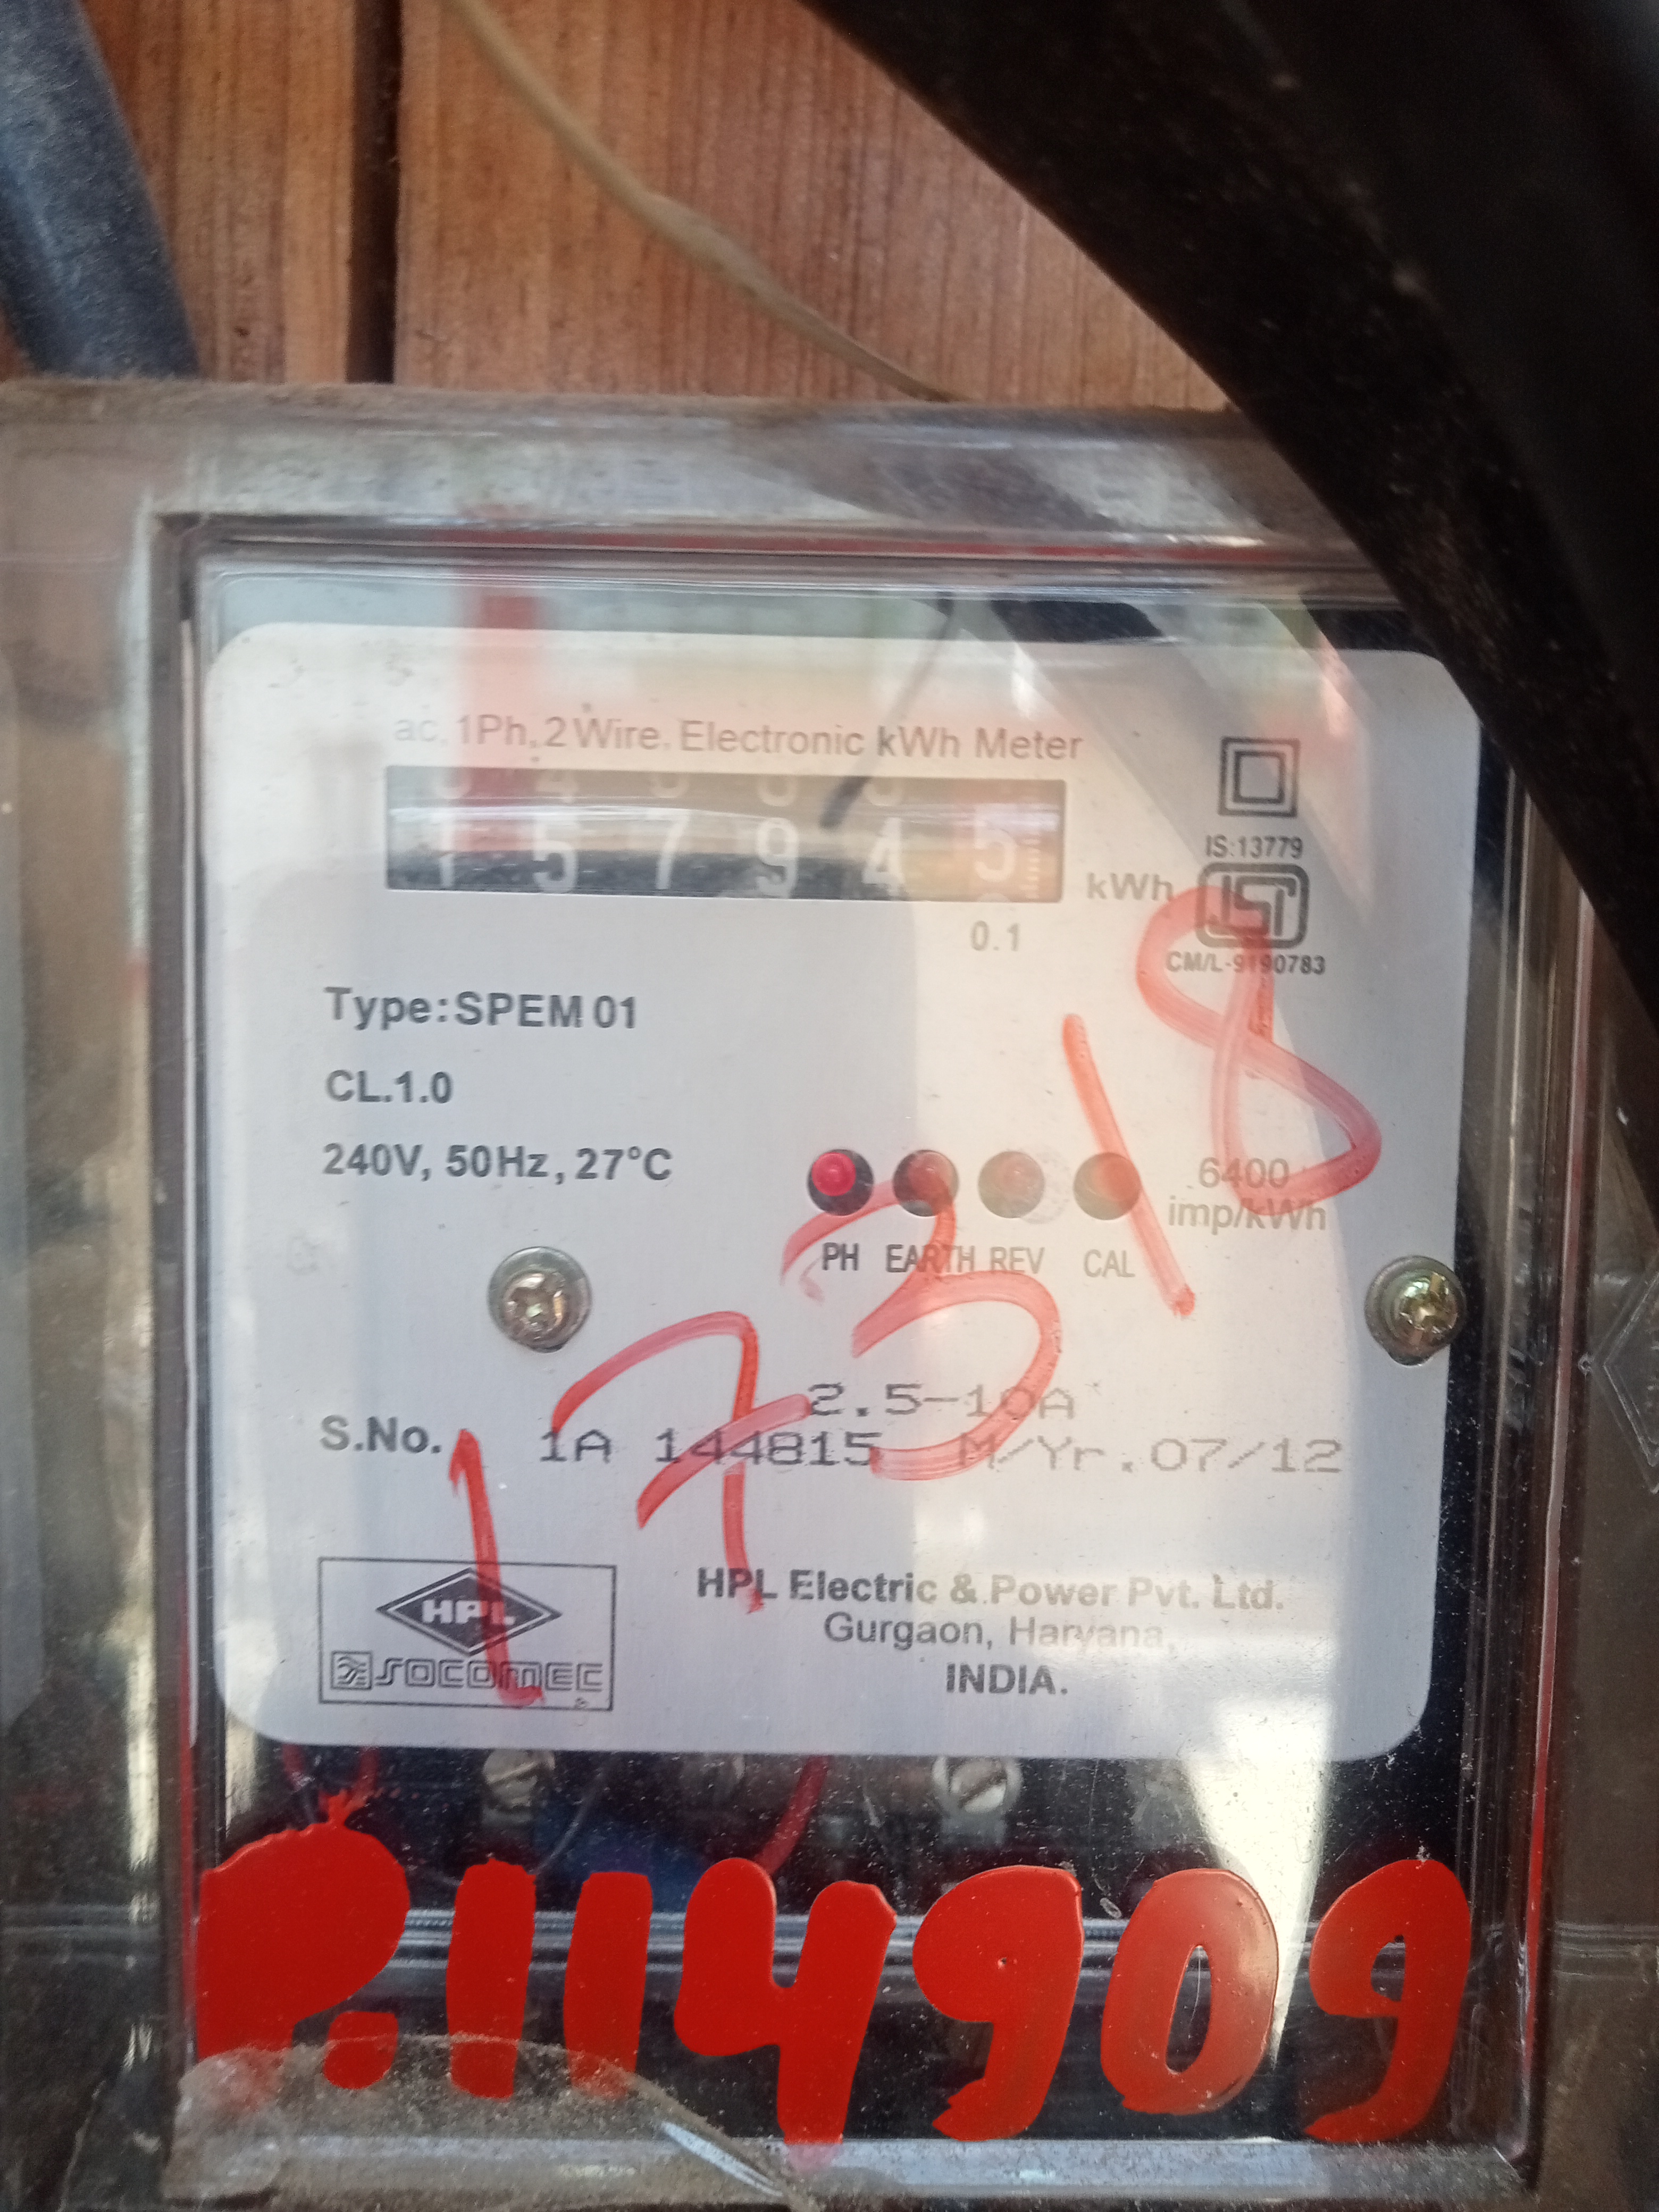 ac, 1Ph, 2 Wire, Electronic kWh Meter
1 5 7 9 4 5
kWh
0.1
IS:13779
ISI
CM/L-9190783
Type: SPEM 01
CL.1.0
240V, 50Hz, 27°C
6400
imp/kWh
PH EARTH REV CAL
17318
2.5-10A
S.No. 1A 144815 M/Yr.07/12
HPL
SOCOMEC
HPL Electric & Power Pvt. Ltd.
Gurgaon, Haryana,
INDIA.
P.114909